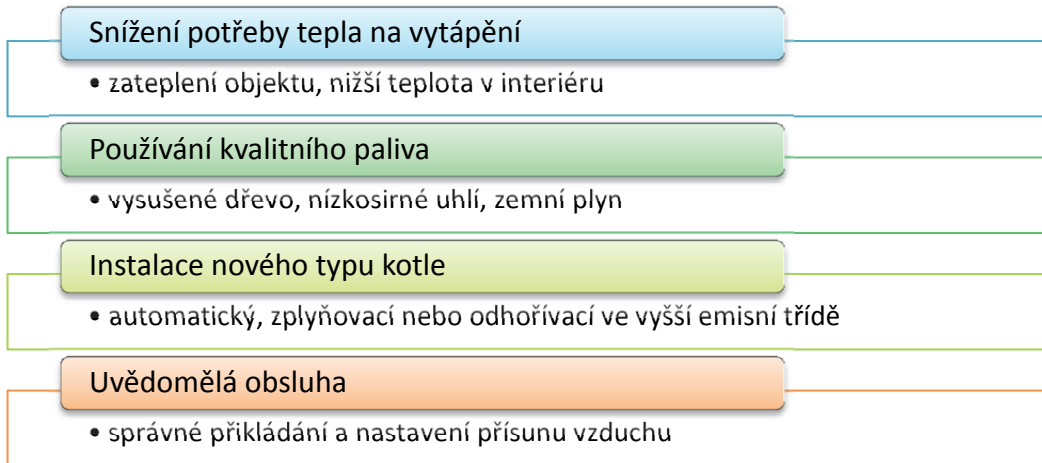 Snížení potřeby tepla na vytápění
• zateplení objektu, nižší teplota v interiéru
Používání kvalitního paliva
• vysušené dřevo, nízkosirné uhlí, zemní plyn
Instalace nového typu kotle
• automatický, zplyňovací nebo odhořívací ve vyšší emisní třídě
Uvědomělá obsluha
• správné přikládání a nastavení přísunu vzduchu